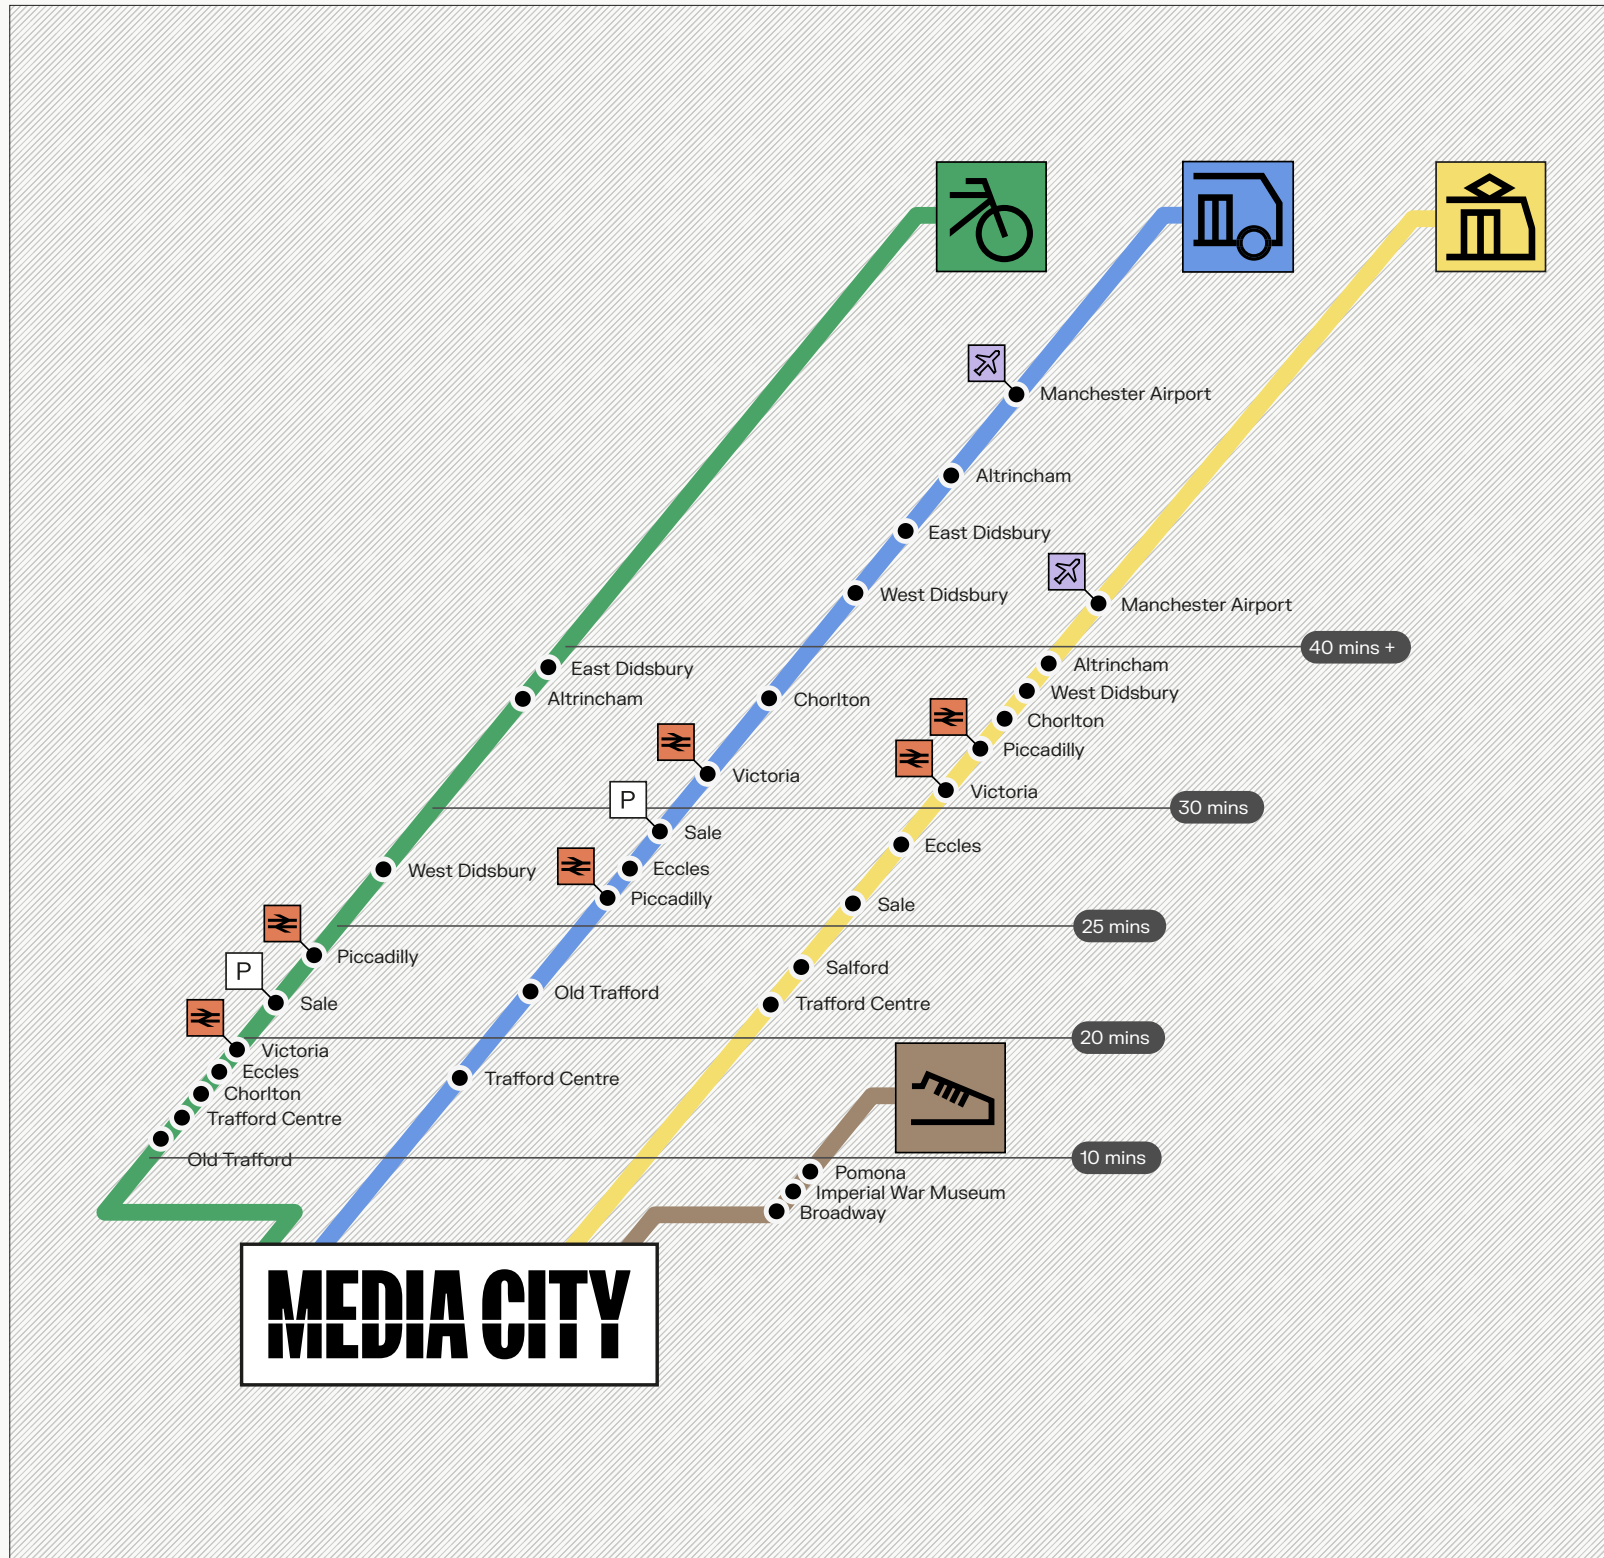 Manchester Airport
Altrincham
East Didsbury
West Didsbury
Manchester Airport
40 mins +
East Didsbury
Altrincham
Altrincham
West Didsbury
Chorlton
Chorlton
Piccadilly
Victoria
Victoria
P
30 mins
Sale
Eccles
West Didsbury
Eccles
Piccadilly
Sale
25 mins
Piccadilly
P
Sale
Old Trafford
Salford
Trafford Centre
20 mins
Victoria
Eccles
Chorlton
Trafford Centre
Trafford Centre
Old Trafford
10 mins
Pomona
Imperial War Museum
Broadway
MEDIA CITY